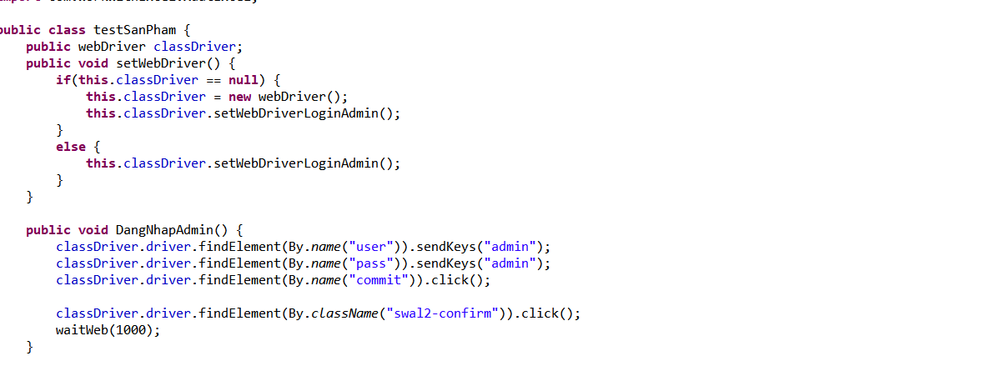 public class testSanPham {
    public webDriver classDriver;
    public void setWebDriver() {
        if(this.classDriver == null) {
            this.classDriver = new webDriver();
            this.classDriver.setWebDriverLoginAdmin();
        }
        else {
            this.classDriver.setWebDriverLoginAdmin();
        }
    }

    public void DangNhapAdmin() {
        classDriver.driver.findElement(By.name("user")).sendKeys("admin");
        classDriver.driver.findElement(By.name("pass")).sendKeys("admin");
        classDriver.driver.findElement(By.name("commit")).click();

        classDriver.driver.findElement(By.className("swal2-confirm")).click();
        waitWeb(1000);
    }